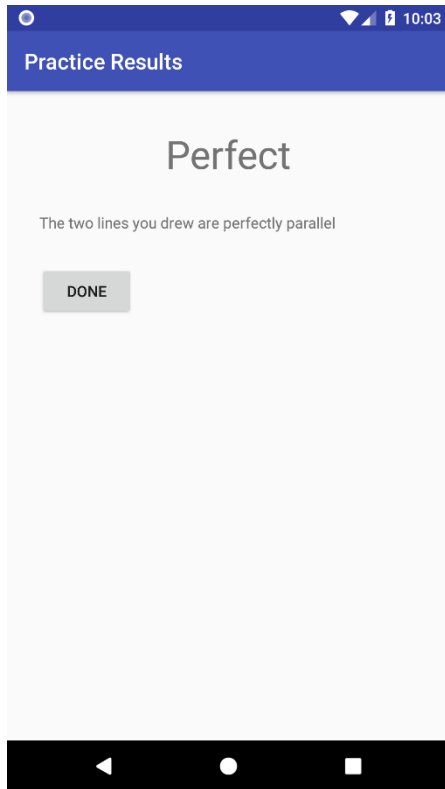 10:03
Practice Results
Perfect
The two lines you drew are perfectly parallel
DONE